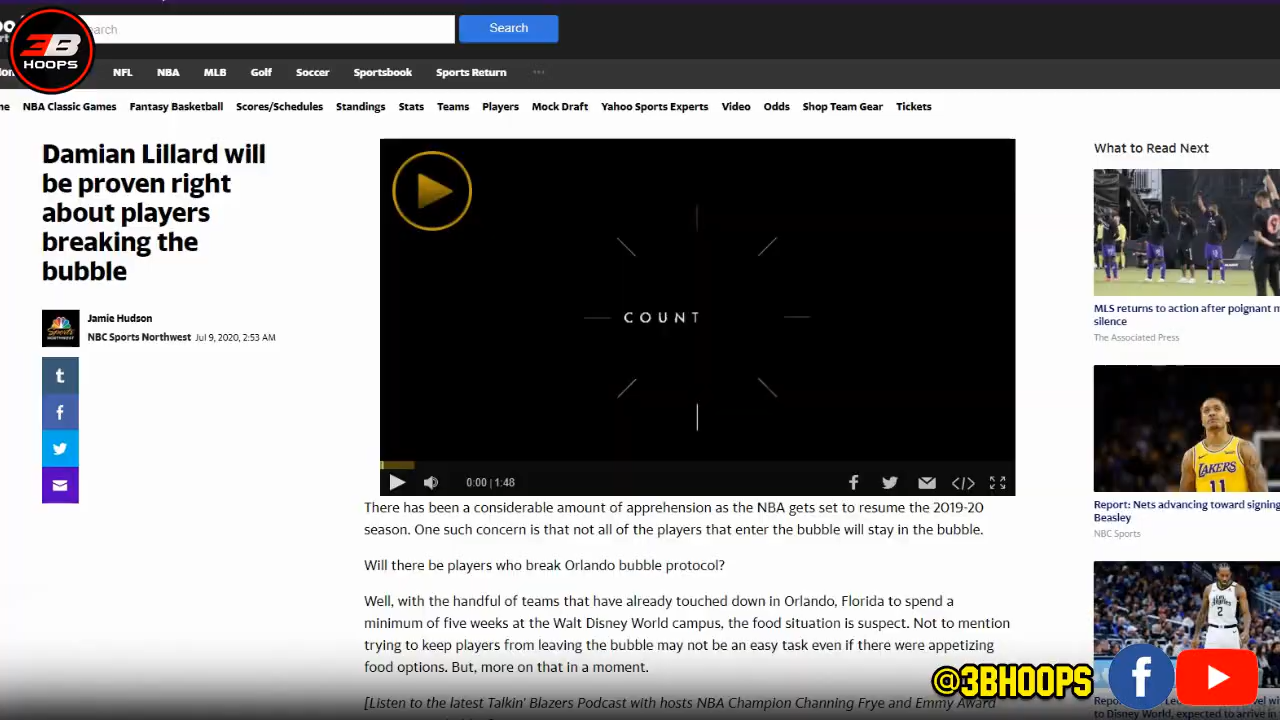 3B
HOOPS
earch
Search
NFL NBA MLB Golf Soccer Sportsbook Sports Return ...
NBA Classic Games Fantasy Basketball Scores/Schedules Standings Stats Teams Players Mock Draft Yahoo Sports Experts Video Odds Shop Team Gear Tickets
Damian Lillard will
be proven right
about players
breaking the
bubble
Jamie Hudson
NBC Sports Northwest Jul 9, 2020, 2:53 AM
COUNT
0:00 | 1:48
There has been a considerable amount of apprehension as the NBA gets set to resume the 2019-20
season. One such concern is that not all of the players that enter the bubble will stay in the bubble.
Will there be players who break Orlando bubble protocol?
Well, with the handful of teams that have already touched down in Orlando, Florida to spend a
minimum of five weeks at the Walt Disney World campus, the food situation is suspect. Not to mention
trying to keep players from leaving the bubble may not be an easy task even if there were appetizing
food options. But, more on that in a moment.
[Listen to the latest Talkin' Blazers Podcast with hosts NBA Champion Channing Frye and Emmy Award
What to Read Next
MLS returns to action after poignant m
silence
The Associated Press
LAKERS
11
Report: Nets advancing toward signing
Beasley
NBC Sports
2
to Disney World, expected to arrive in
@3BHOOPS